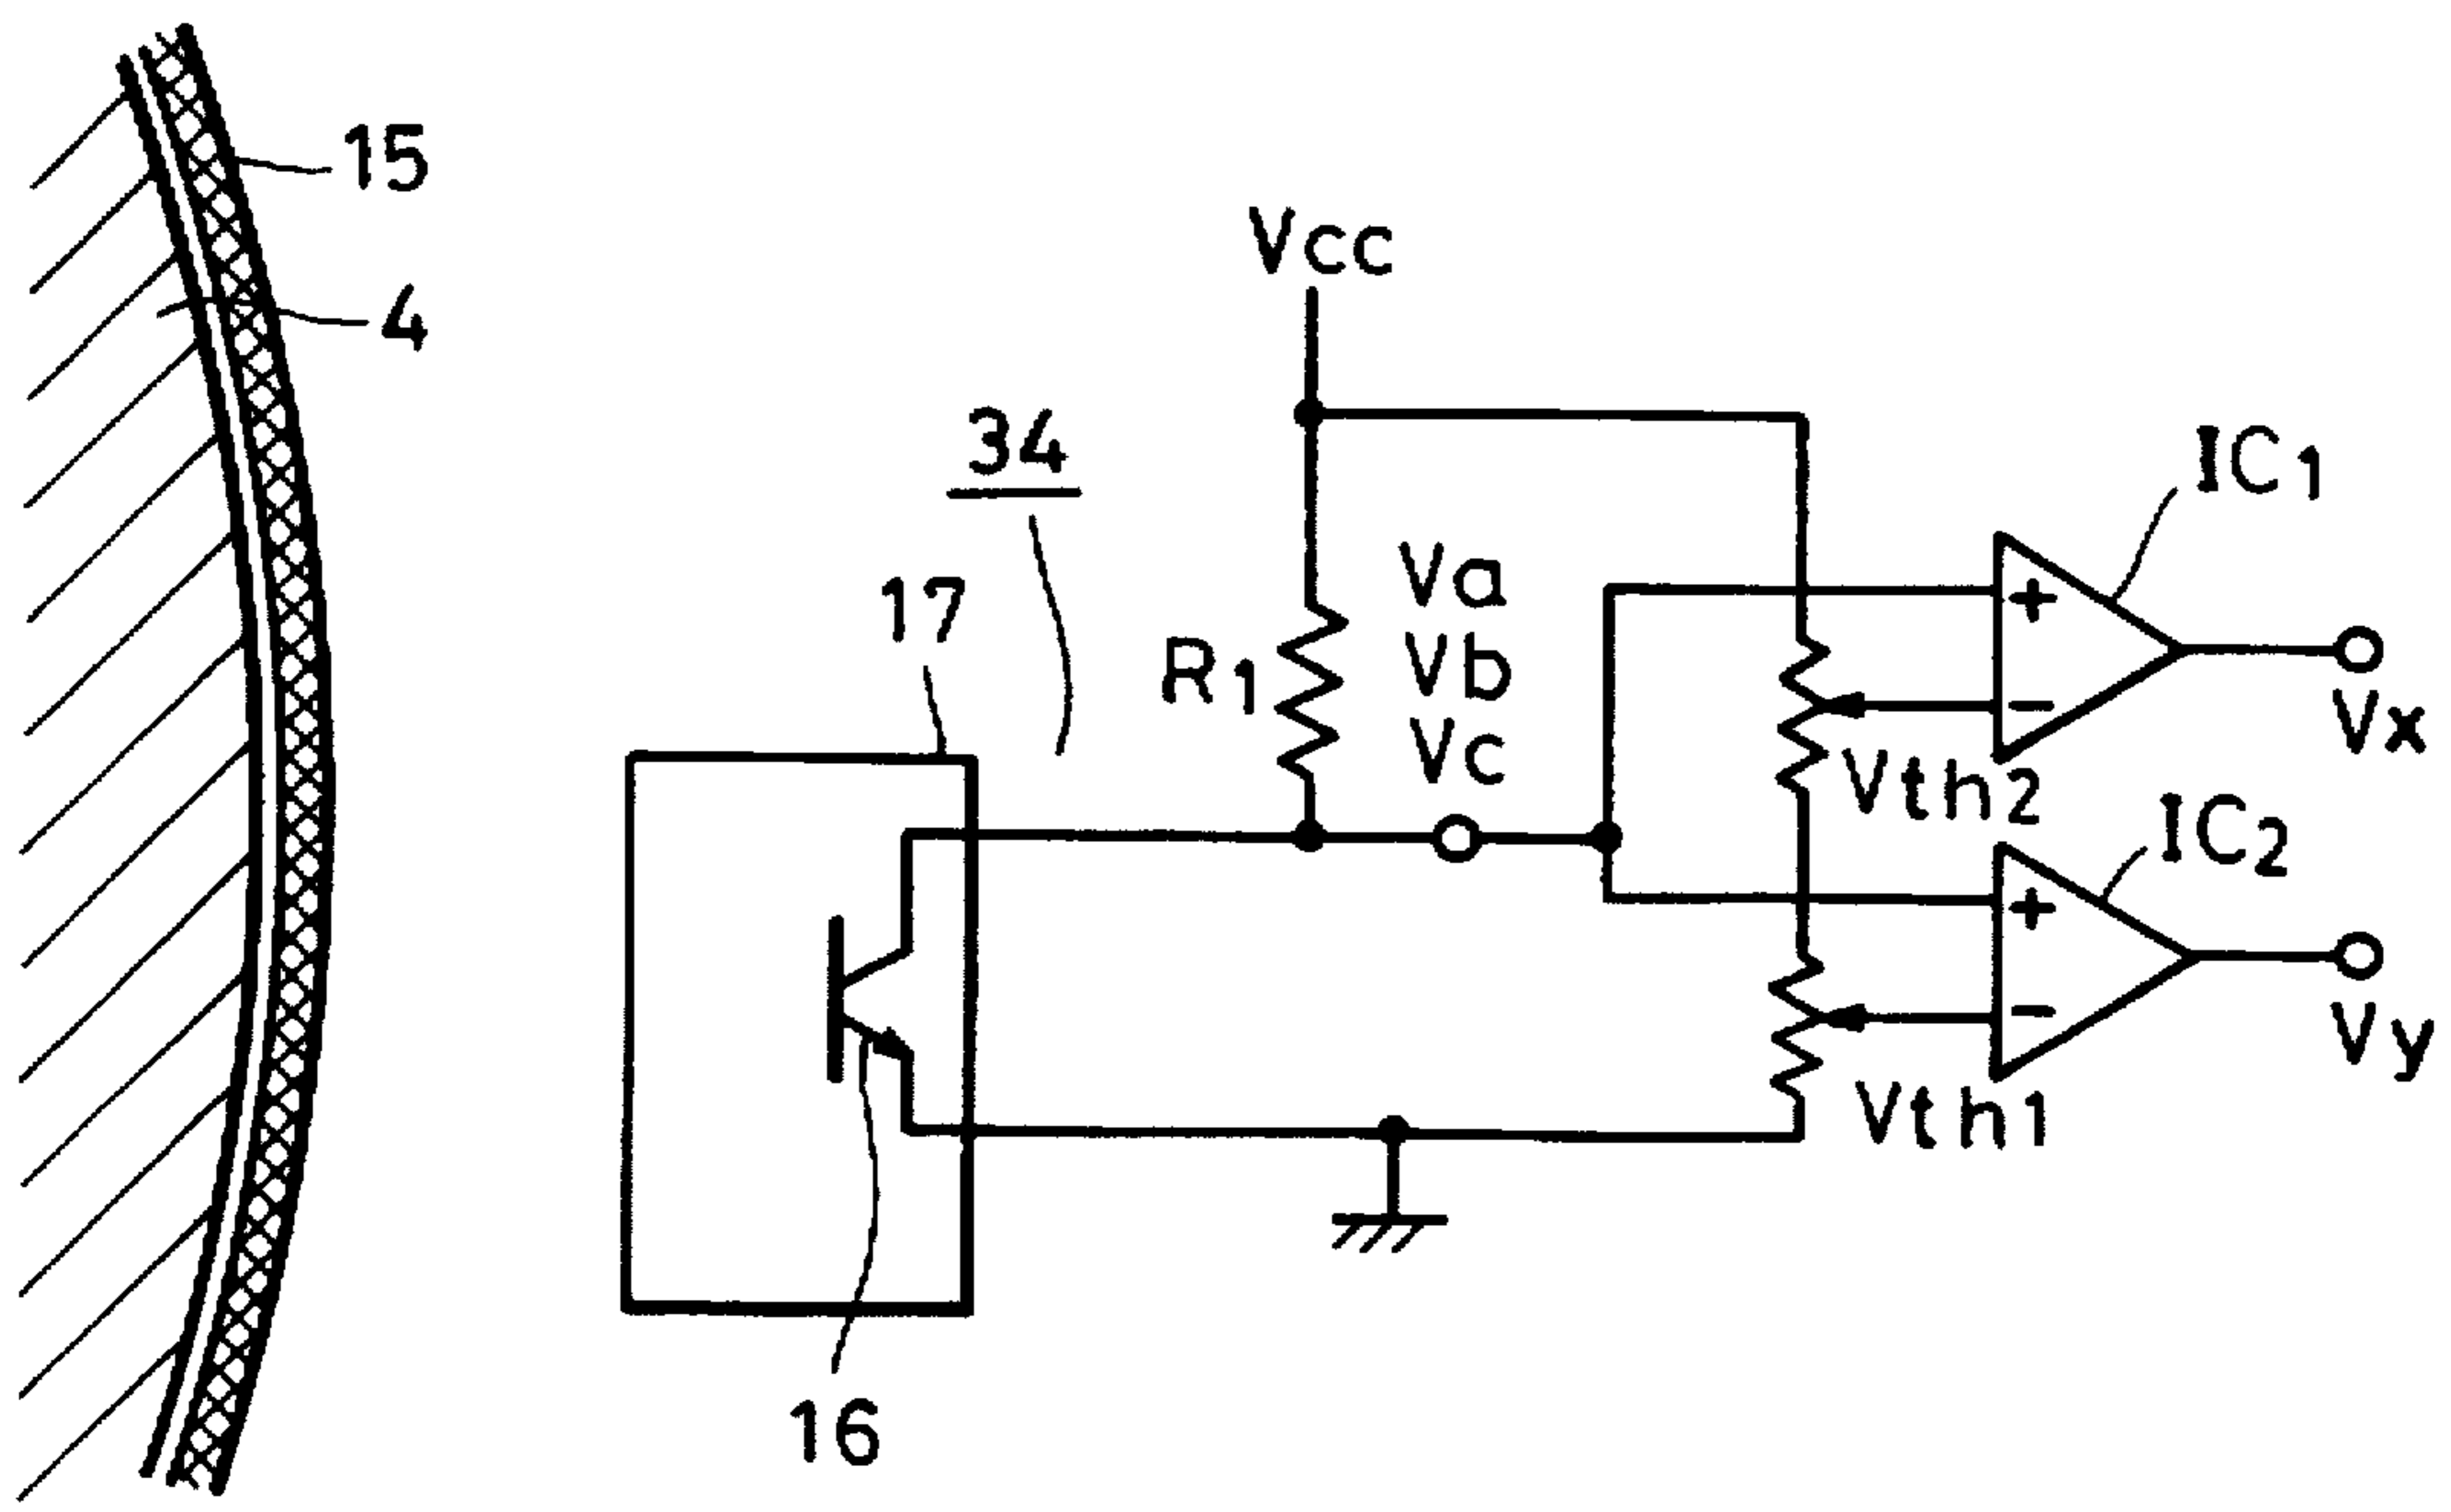 15
4
Vcc
34
IC1
17
Va
Vb
R1
Vc
+
−
Vx
Vth2
IC2
+
−
Vy
Vth1
16